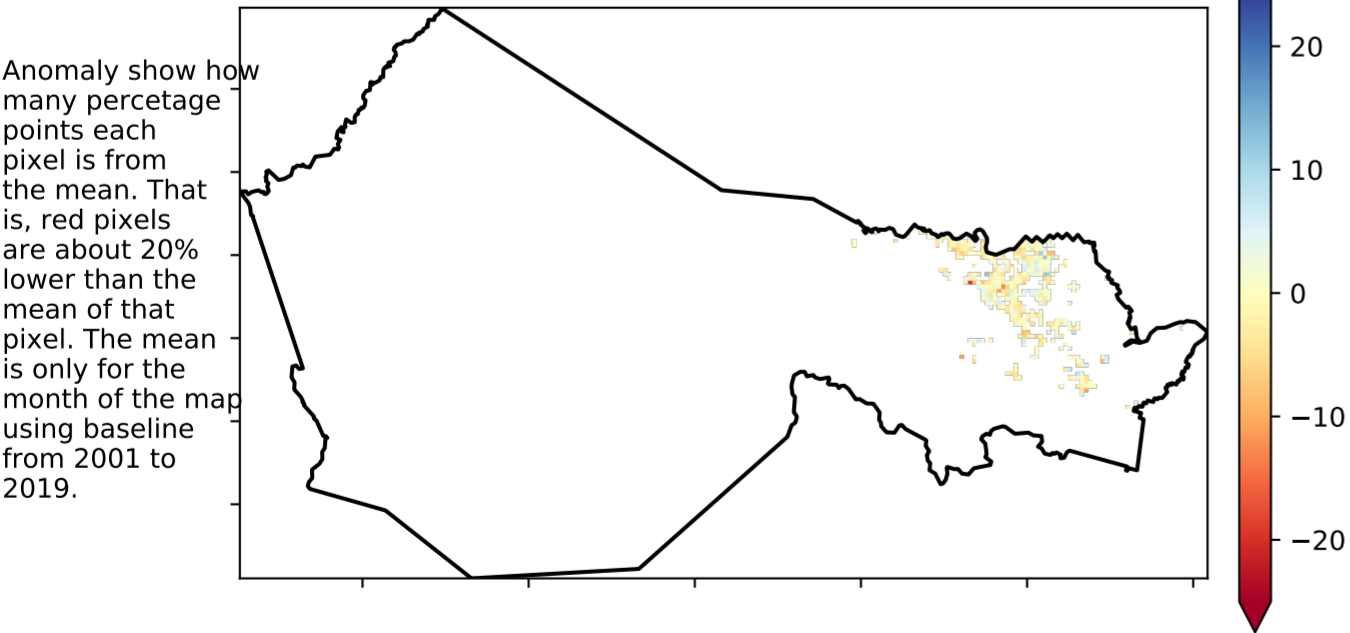 Anomaly show how
many percetage
points each
pixel is from
the mean. That
is, red pixels
are about 20%
lower than the
mean of that
pixel. The mean
is only for the
month of the map
using baseline
from 2001 to
2019.
20
10
0
−10
−20